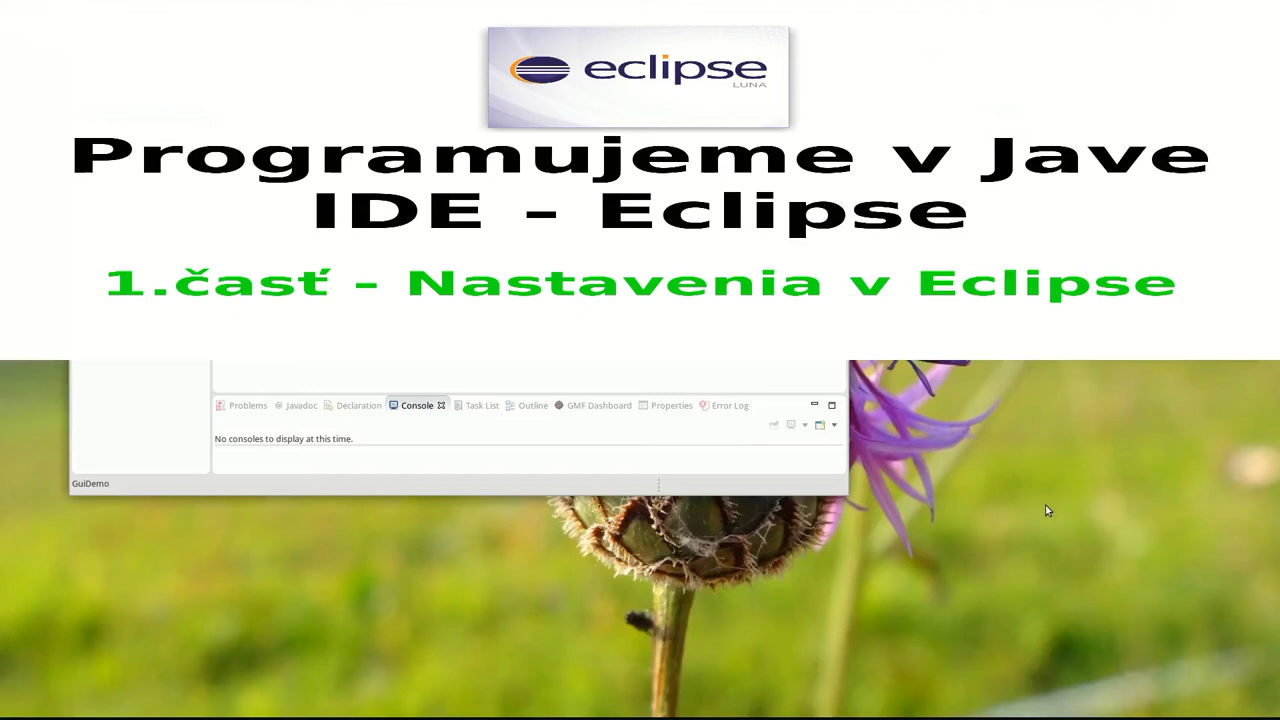 eclipse
LUNA
Programujeme v Jave
IDE – Eclipse
1.časť – Nastavenia v Eclipse
Problems @ Javadoc Declaration Console Task List Outline GMF Dashboard Properties Error Log
No consoles to display at this time.
GuiDemo